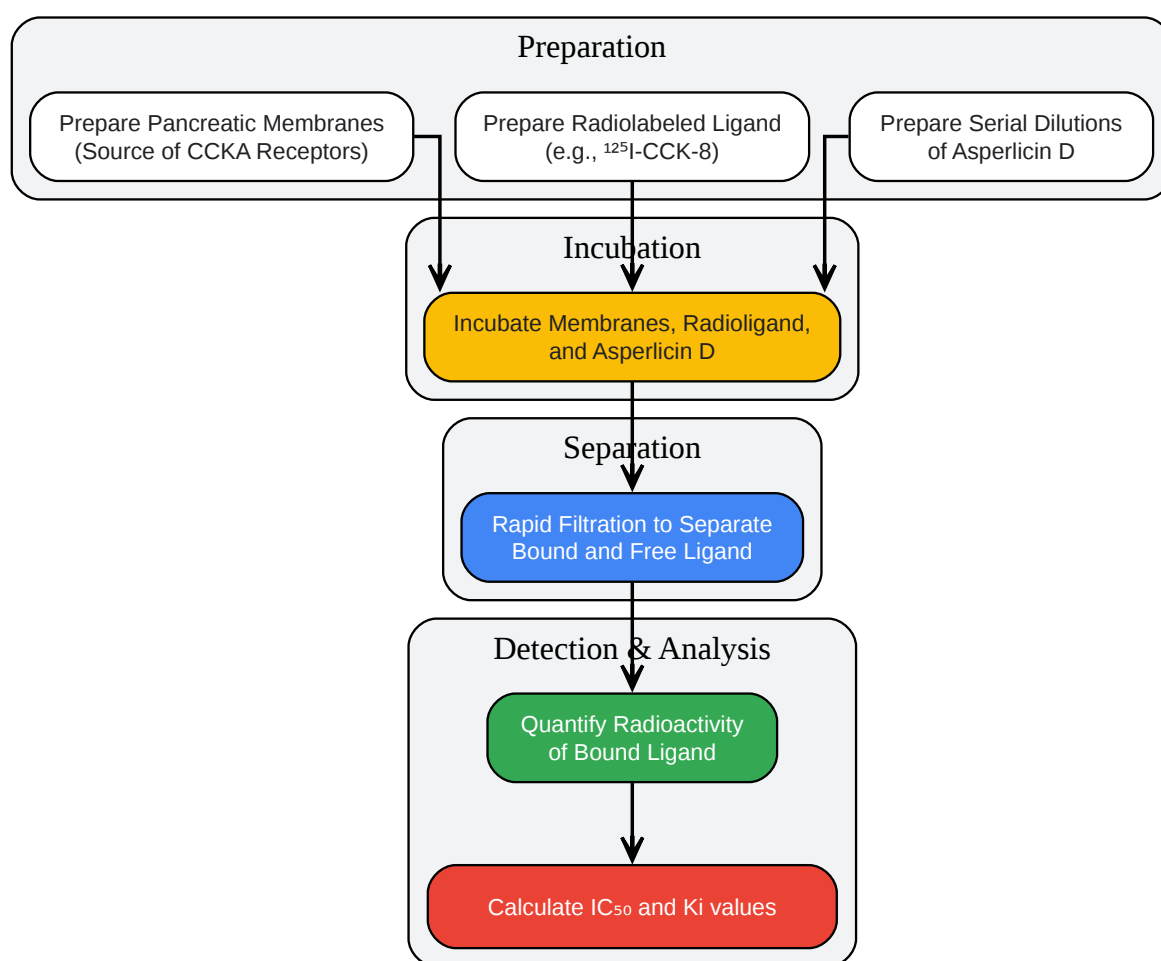 Preparation
Prepare Pancreatic Membranes
(Source of CCKA Receptors)
Prepare Radiolabeled Ligand
(e.g., ¹²⁵I-CCK-8)
Prepare Serial Dilutions
of Asperlicin D
Incubation
Incubate Membranes, Radioligand,
and Asperlicin D
Separation
Rapid Filtration to Separate
Bound and Free Ligand
Detection & Analysis
Quantify Radioactivity
of Bound Ligand
Calculate IC₅₀ and Ki values